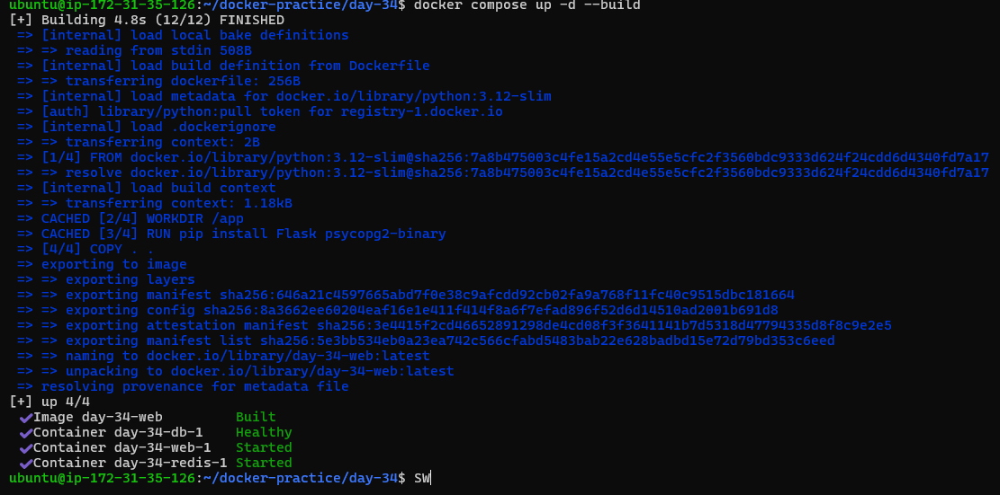 ubuntu@ip-172-31-35-126:~/docker-practice/day-34$ docker compose up -d --build
[+] Building 4.8s (12/12) FINISHED
=> [internal] load local bake definitions
=> => reading from stdin 508B
=> [internal] load build definition from Dockerfile
=> => transferring dockerfile: 256B
=> [internal] load metadata for docker.io/library/python:3.12-slim
=> [auth] library/python:pull token for registry-1.docker.io
=> [internal] load .dockerignore
=> => transferring context: 2B
=> [1/4] FROM docker.io/library/python:3.12-slim@sha256:7a8b475003c4fe15a2cd4e55e5cfc2f3560bdc9333d624f24cdd6d4340fd7a17
=> => resolve docker.io/library/python:3.12-slim@sha256:7a8b475003c4fe15a2cd4e55e5cfc2f3560bdc9333d624f24cdd6d4340fd7a17
=> [internal] load build context
=> => transferring context: 1.18kB
=> CACHED [2/4] WORKDIR /app
=> CACHED [3/4] RUN pip install Flask psycopg2-binary
=> [4/4] COPY . .
=> exporting to image
=> => exporting layers
=> => exporting manifest sha256:646a21c4597665abd7f0e38c9afcdd92cb02fa9a768f11fc40c9515dbc181664
=> => exporting config sha256:8a3662ee60204eaf16e1e411f414f8a6f7efad896f52d6d14510ad2001b691d8
=> => exporting attestation manifest sha256:3e4415f2cd46652891298de4cd08f3f3641141b7d5318d47794335d8f8c9e2e5
=> => exporting manifest list sha256:5e3bb534eb0a23ea742c566cfabd5483bab22e628badbd15e72d79bd353c6eed
=> => naming to docker.io/library/day-34-web:latest
=> => unpacking to docker.io/library/day-34-web:latest
=> resolving provenance for metadata file
[+] up 4/4
✔Image day-34-web Built
✔Container day-34-db-1 Healthy
✔Container day-34-web-1 Started
✔Container day-34-redis-1 Started
ubuntu@ip-172-31-35-126:~/docker-practice/day-34$ SW